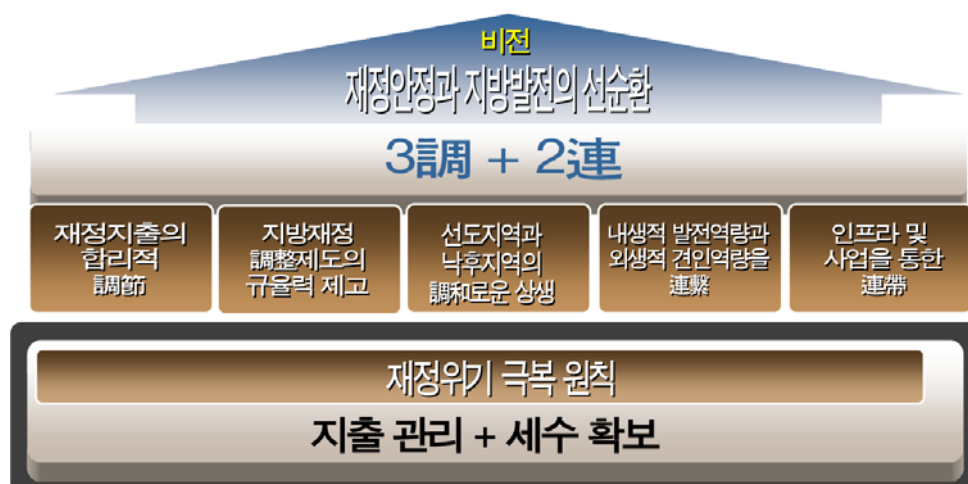 비전
재정안정과 지방발전의 선순환
3調 + 2連
재정지출의
합리적
調節
지방재정
調整제도의
규율력 제고
선도지역과
낙후지역의
調和로운 상생
내생적 발전역량과
외생적 견인역량을
連繫
인프라 및
사업을 통한
連帶
재정위기 극복 원칙
지출 관리 + 세수 확보